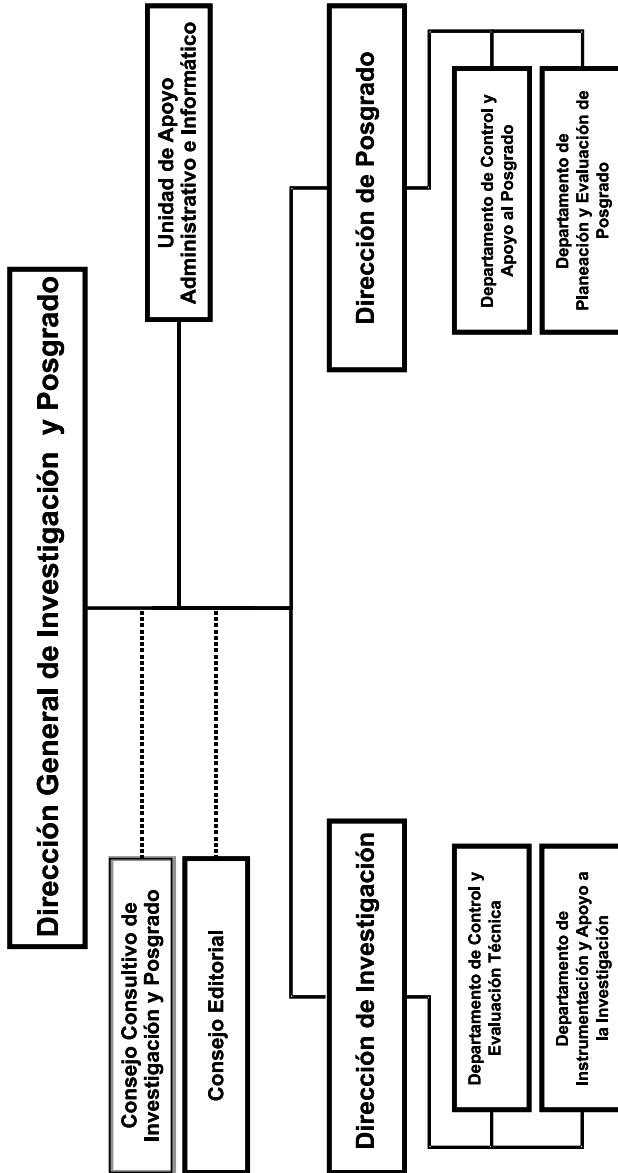 Dirección General de Investigación y Posgrado
Consejo Consultivo de
Investigación y Posgrado
Unidad de Apoyo
Administrativo e Informático
Consejo Editorial
Dirección de Investigación
Dirección de Posgrado
Departamento de Control y
Evaluación Técnica
Departamento de Control y
Apoyo al Posgrado
Departamento de
Instrumentación y Apoyo a
la Investigación
Departamento de
Planeación y Evaluación de
Posgrado